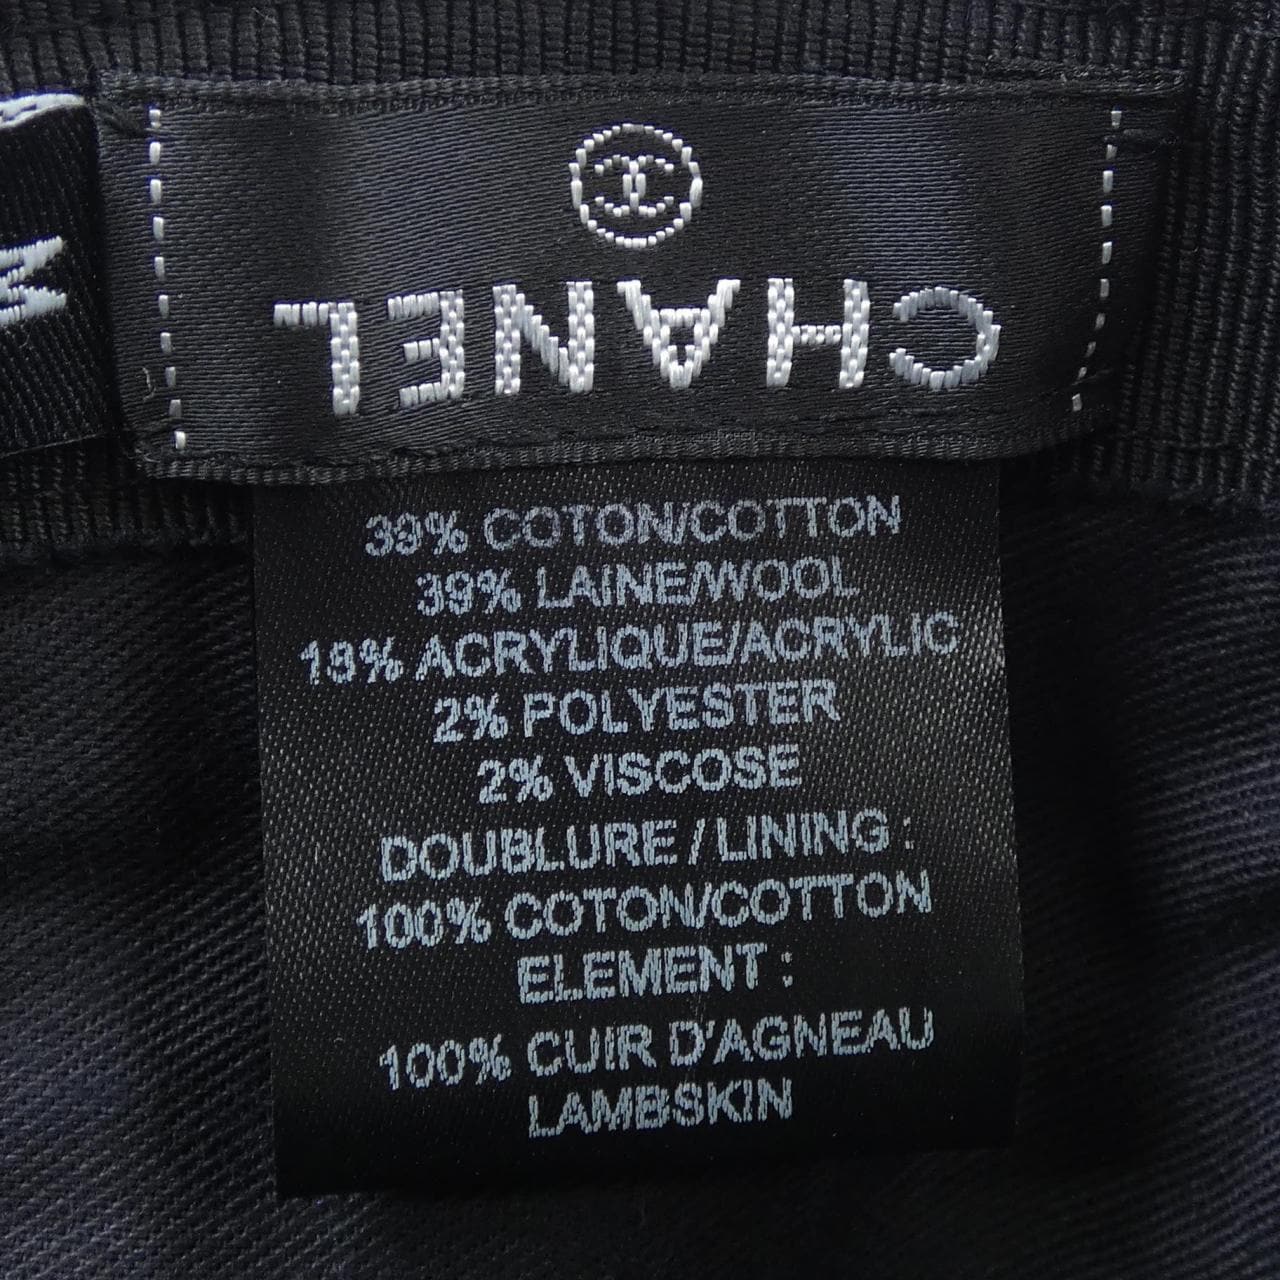 CHANEL
M
39% COTON/COTTON
39% LAINE/WOOL
18% ACRYLIQUE/ACRYLIC
2% POLYESTER
2% VISCOSE
DOUBLURE / LINING :
100% COTON/COTTON
ELEMENT :
100% CUIR D'AGNEAU
LAMBSKIN